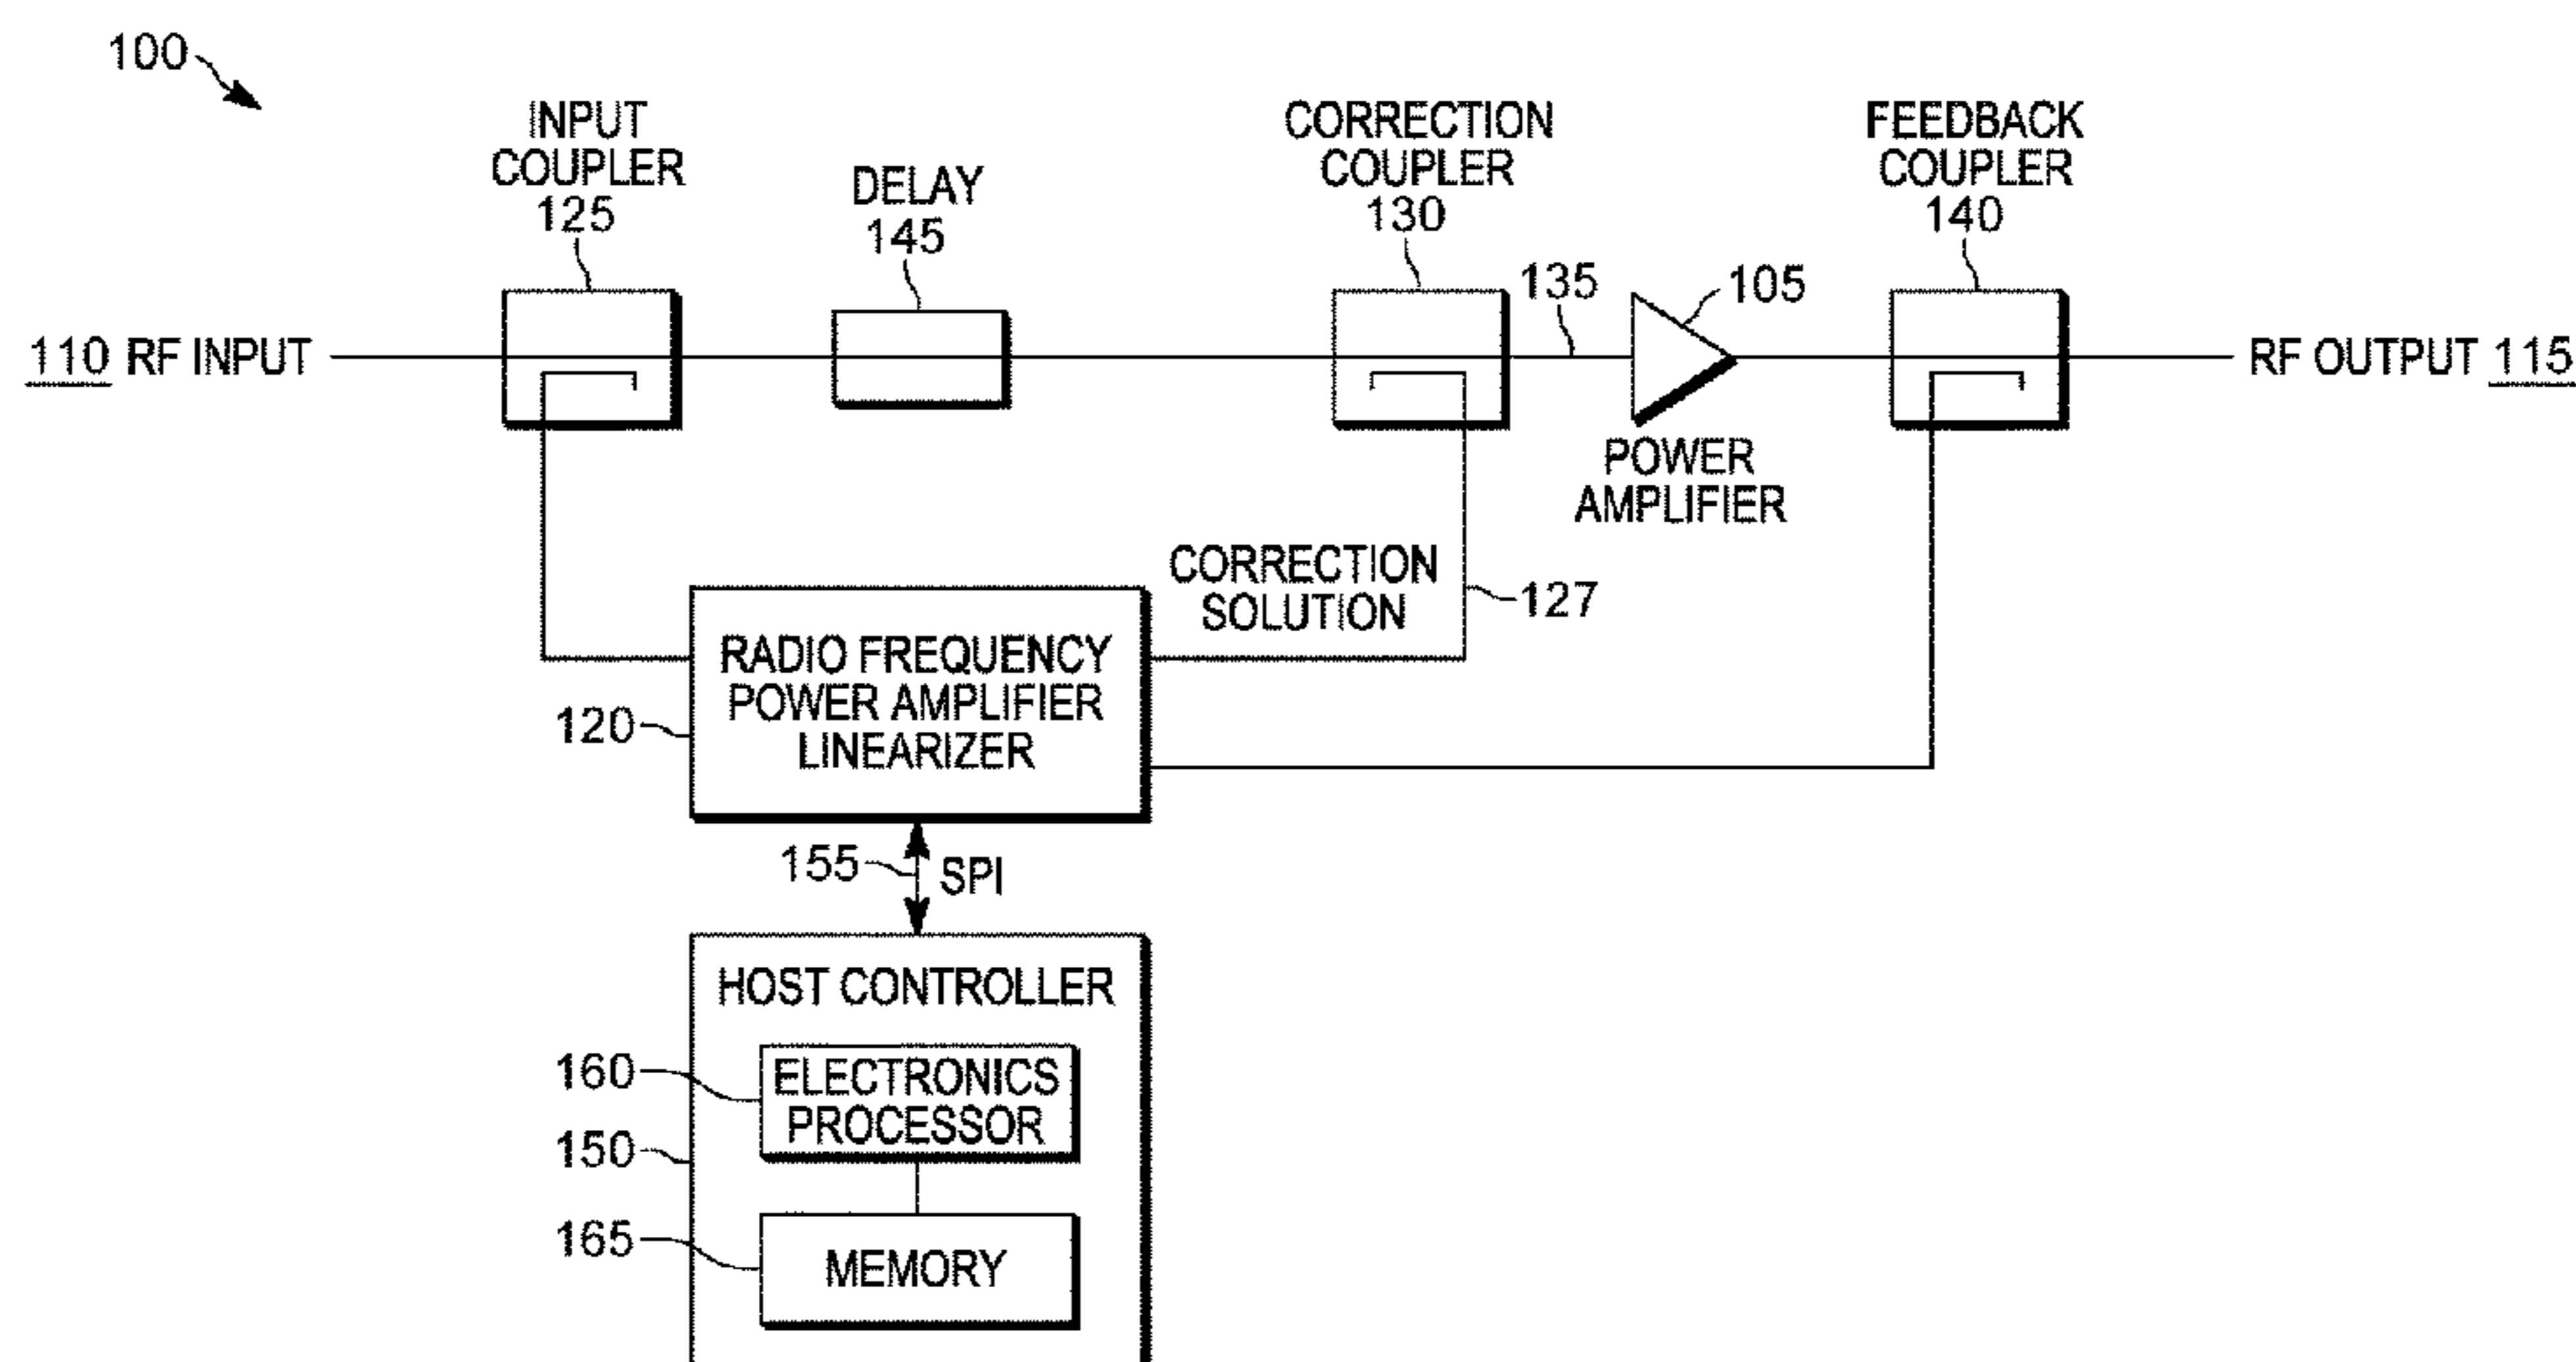 100
INPUT
COUPLER
125
DELAY
145
CORRECTION
COUPLER
130
135
105
FEEDBACK
COUPLER
140
110 RF INPUT
RF OUTPUT 115
POWER
AMPLIFIER
CORRECTION
SOLUTION
127
RADIO FREQUENCY
POWER AMPLIFIER
LINEARIZER
120
155
SPI
HOST CONTROLLER
160
ELECTRONICS
PROCESSOR
150
165
MEMORY